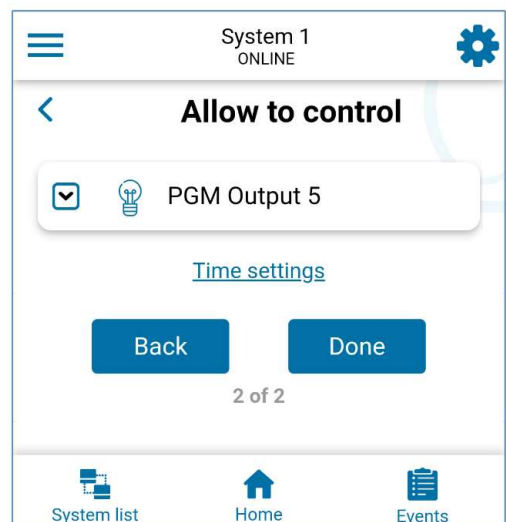 System 1
ONLINE
Allow to control
PGM Output 5
Time settings
Back
Done
2 of 2
System list
Home
Events